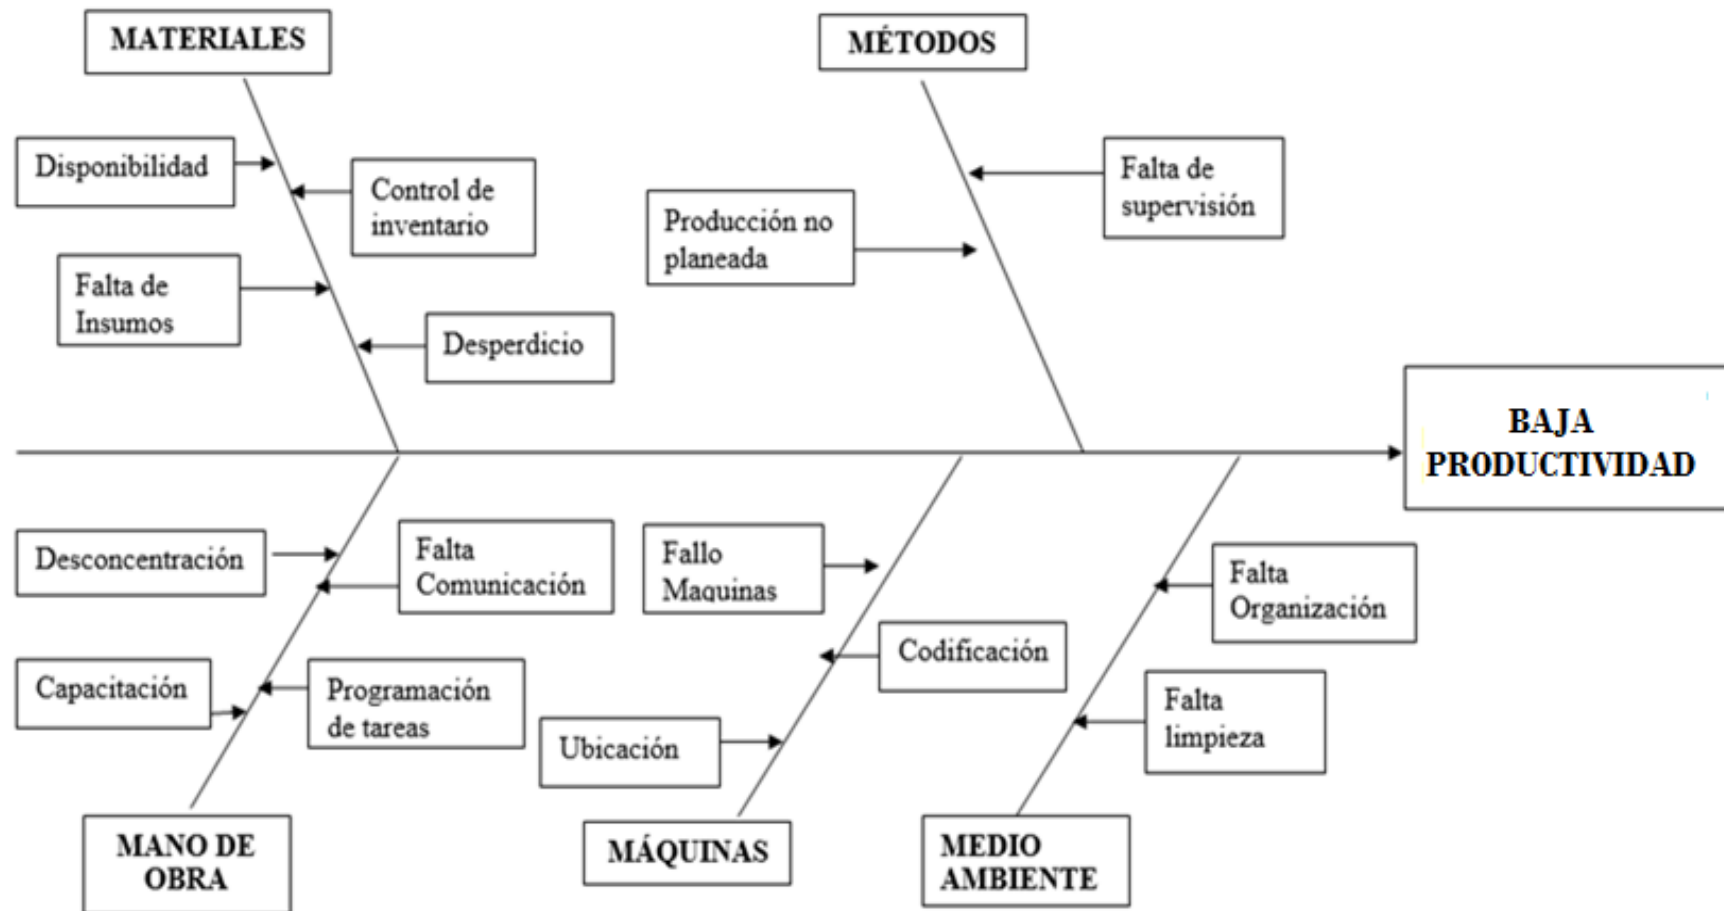 MATERIALES
MÉTODOS
Disponibilidad
Control de
inventario
Falta de
Insumos
Desperdicio
Producción no
planeada
Falta de
supervisión
BAJA
PRODUCTIVIDAD
Desconcentración
Falta
Comunicación
Capacitación
Programación
de tareas
Fallo
Maquinas
Codificación
Ubicación
Falta
Organización
Falta
limpieza
MANO DE
OBRA
MÁQUINAS
MEDIO
AMBIENTE